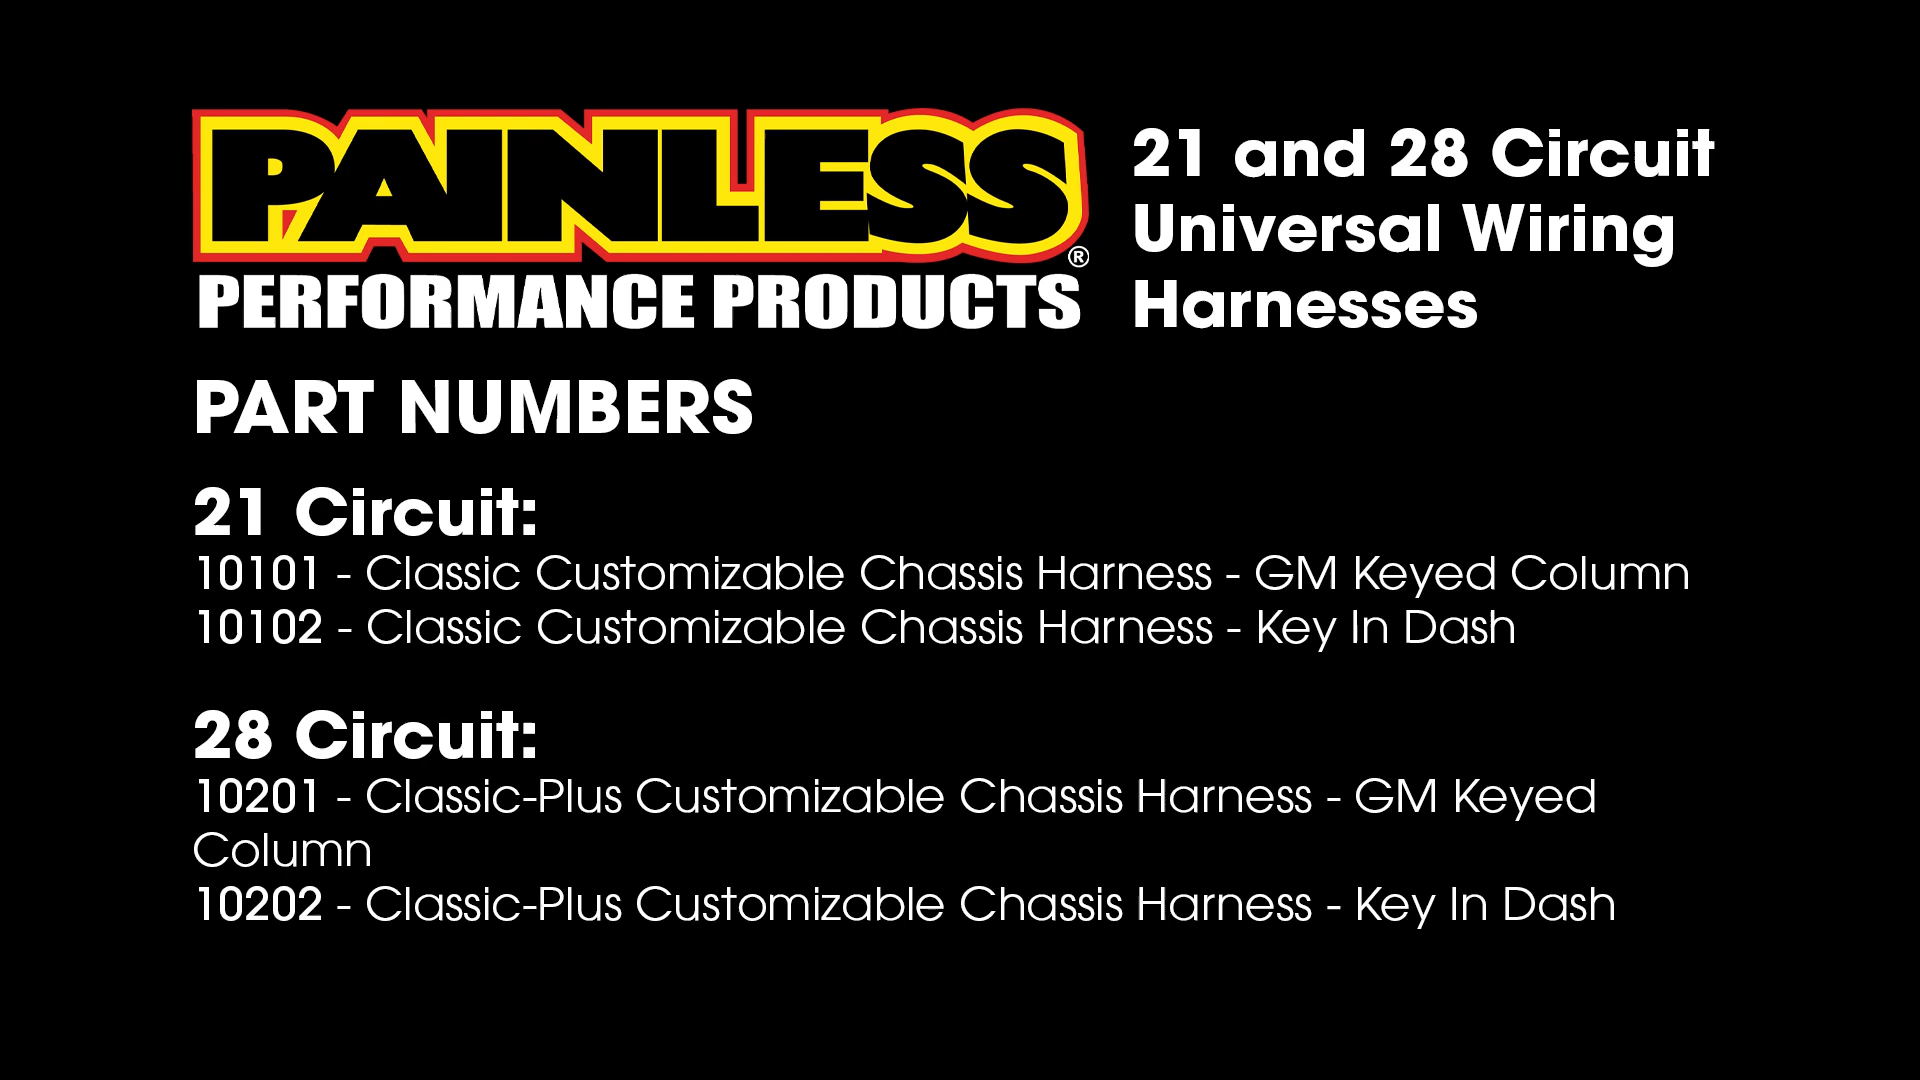 PAINLESS®
PERFORMANCE PRODUCTS
21 and 28 Circuit
Universal Wiring
Harnesses
PART NUMBERS
21 Circuit:
10101 - Classic Customizable Chassis Harness - GM Keyed Column
10102 - Classic Customizable Chassis Harness - Key In Dash
28 Circuit:
10201 - Classic-Plus Customizable Chassis Harness - GM Keyed
Column
10202 - Classic-Plus Customizable Chassis Harness - Key In Dash